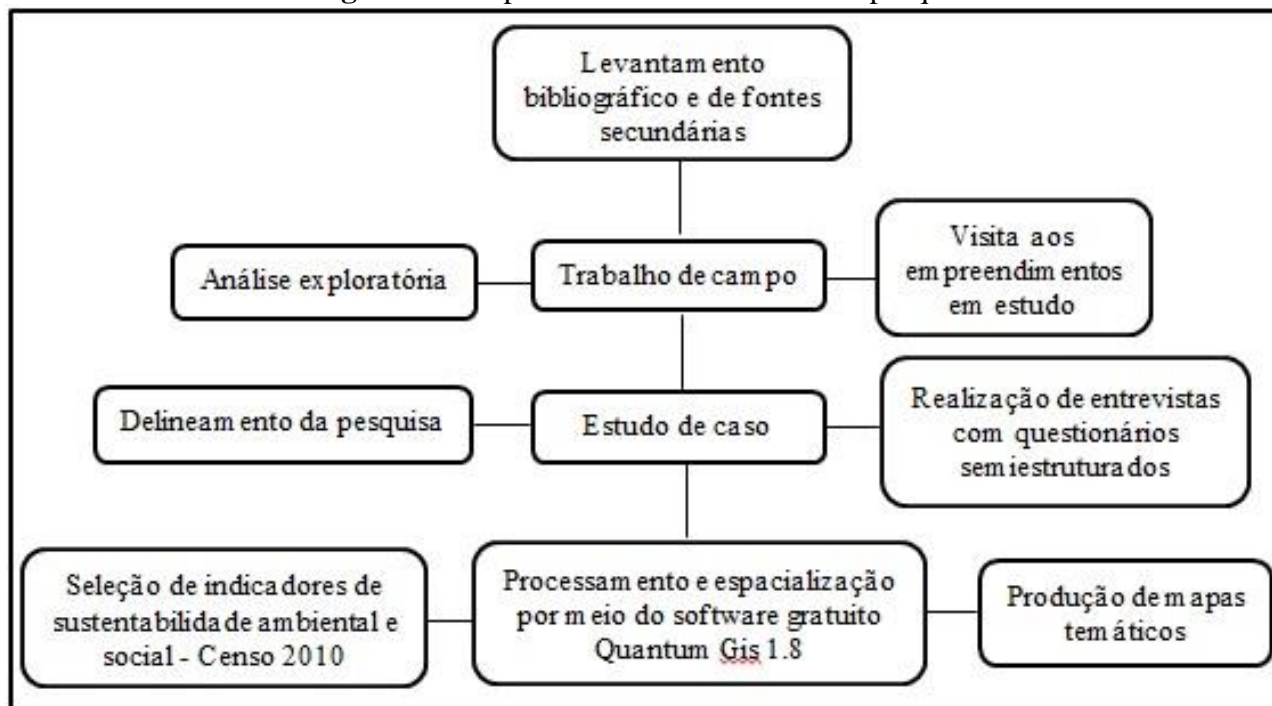 Levantamento
bibliográfico e de fontes
secundárias
Análise exploratória
Trabalho de campo
Visita aos
empreendimentos
em estudo
Delineamento da pesquisa
Estudo de caso
Realização de entrevistas
com questionários
semiestruturados
Seleção de indicadores de
sustentabilidade ambiental e
social - Censo 2010
Processamento e espacialização
por meio do software gratuito
Quantum Gis 1.8
Produção de mapas
temáticos